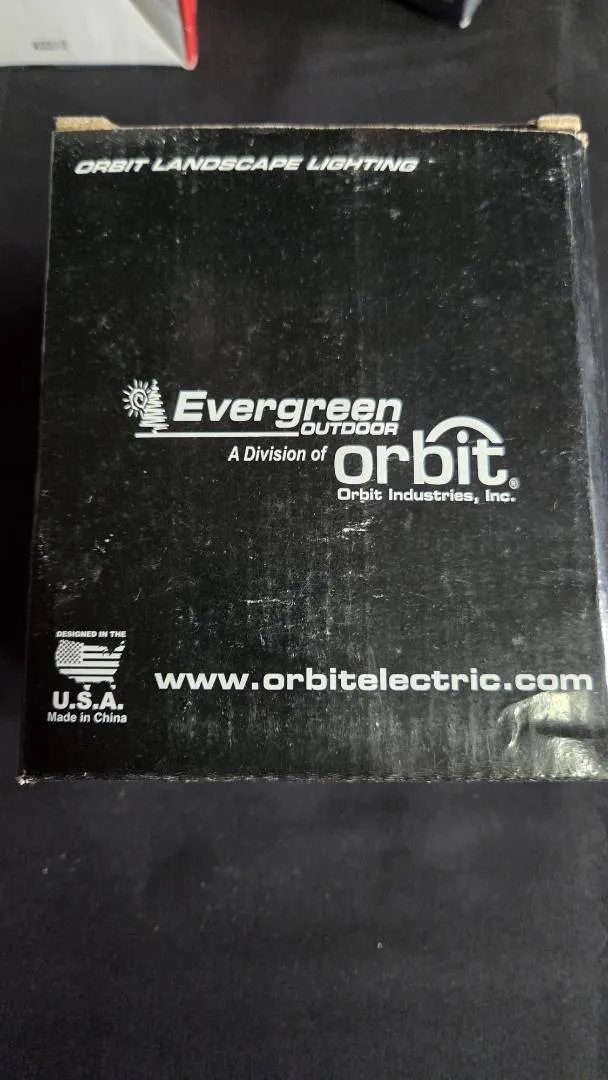 ORBIT LANDSCAPE LIGHTING
Evergreen
OUTDOOR
A Division of orbit®
Orbit Industries, Inc.
DESIGNED IN THE
U.S.A.
Made in China
www.orbitelectric.com